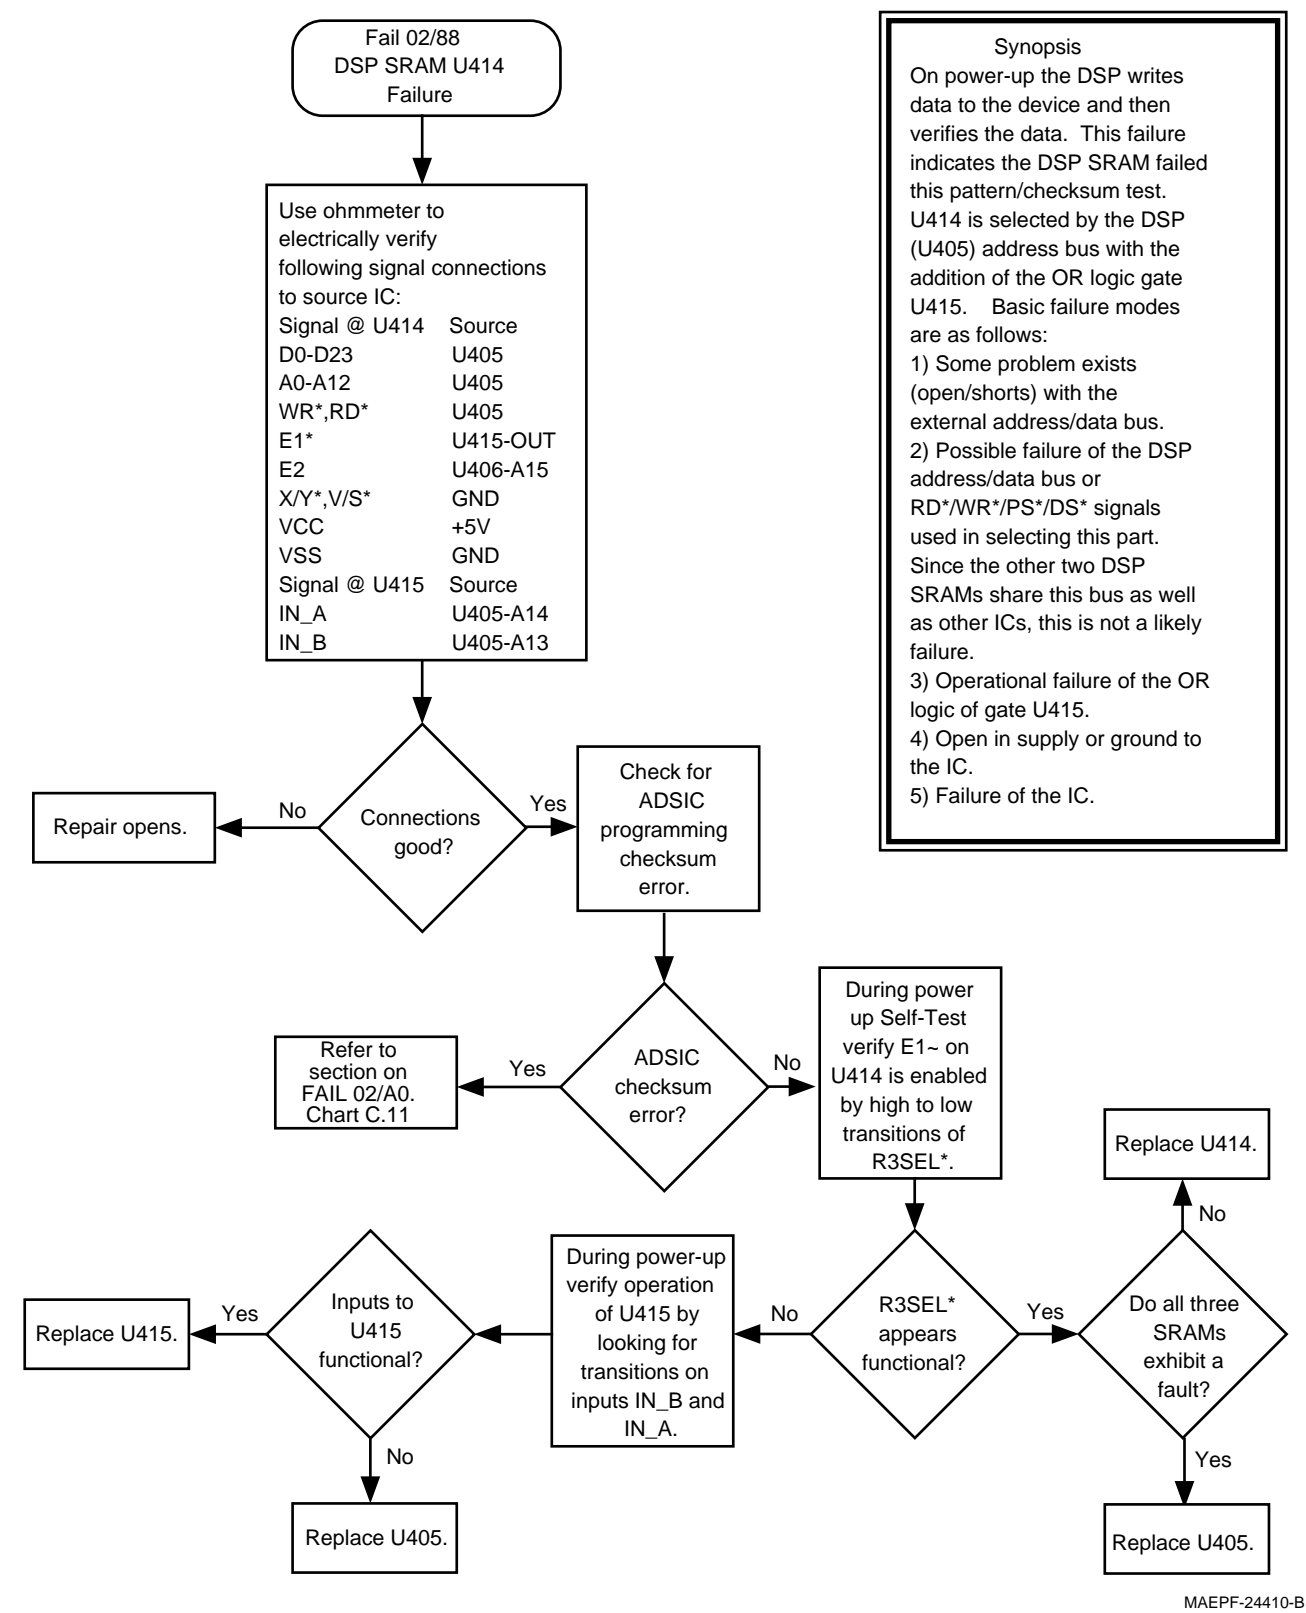 Fail 02/88
DSP SRAM U414
Failure
Use ohmmeter to
electrically verify
following signal connections
to source IC:
Signal @ U414 Source
D0-D23 U405
A0-A12 U405
WR*,RD* U405
E1* U415-OUT
E2 U406-A15
X/Y*,V/S* GND
VCC +5V
VSS GND
Signal @ U415 Source
IN_A U405-A14
IN_B U405-A13
Synopsis
On power-up the DSP writes
data to the device and then
verifies the data. This failure
indicates the DSP SRAM failed
this pattern/checksum test.
U414 is selected by the DSP
(U405) address bus with the
addition of the OR logic gate
U415. Basic failure modes
are as follows:
1) Some problem exists
(open/shorts) with the
external address/data bus.
2) Possible failure of the DSP
address/data bus or
RD*/WR*/PS*/DS* signals
used in selecting this part.
Since the other two DSP
SRAMs share this bus as well
as other ICs, this is not a likely
failure.
3) Operational failure of the OR
logic of gate U415.
4) Open in supply or ground to
the IC.
5) Failure of the IC.
Connections
good?
No
Repair opens.
Yes
Check for
ADSIC
programming
checksum
error.
ADSIC
checksum
error?
Yes
Refer to
section on
FAIL 02/A0.
Chart C.11
No
During power
up Self-Test
verify E1~ on
U414 is enabled
by high to low
transitions of
R3SEL*.
R3SEL*
appears
functional?
Yes
Do all three
SRAMs
exhibit a
fault?
No
Replace U414.
Yes
Replace U405.
No
During power-up
verify operation
of U415 by
looking for
transitions on
inputs IN_B and
IN_A.
Inputs to
U415
functional?
Yes
Replace U415.
No
Replace U405.
MAEPF-24410-B